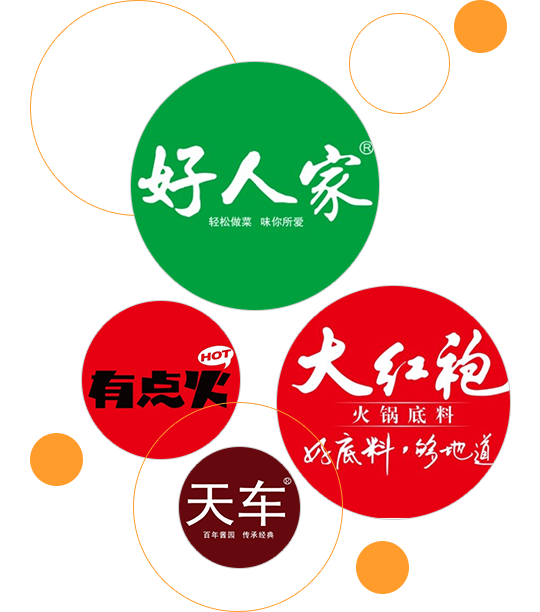 好人家®
轻松做菜 味你所爱
HOT
有点火
大红袍
火锅底料
好底料,够地道
天车®
百年酱园 传承经典